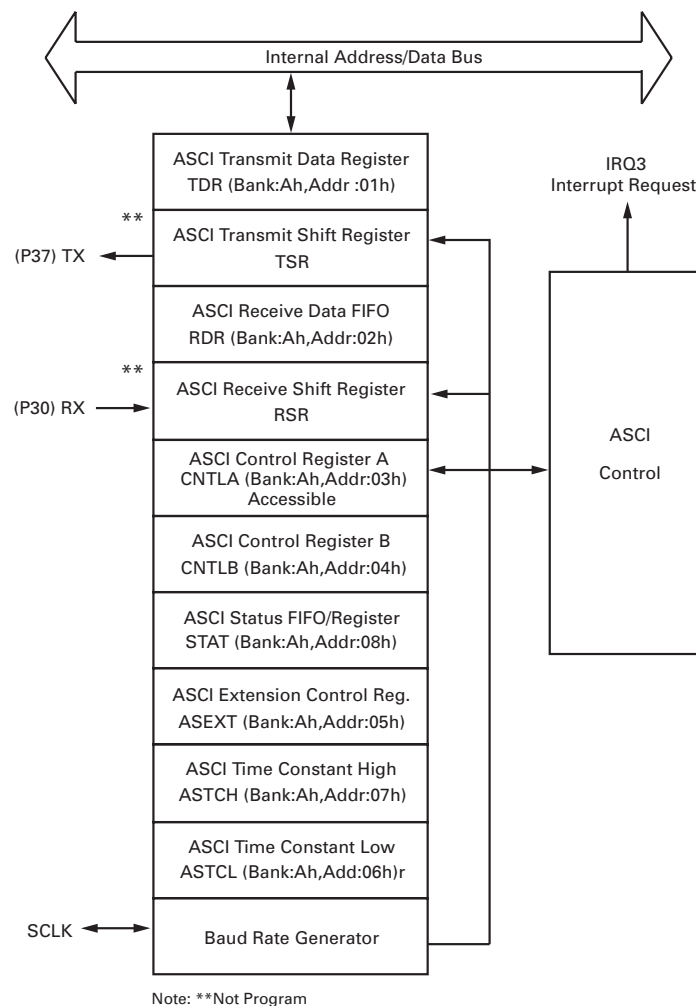 Internal Address/Data Bus
ASCI Transmit Data Register
TDR (Bank:Ah,Addr :01h)
IRQ3
Interrupt Request
**
ASCI Transmit Shift Register
TSR
(P37) TX
ASCI Receive Data FIFO
RDR (Bank:Ah,Addr:02h)
**
ASCI Receive Shift Register
RSR
(P30) RX
ASCI
Control
ASCI Control Register A
CNTLA (Bank:Ah,Addr:03h)
Accessible
ASCI Control Register B
CNTLB (Bank:Ah,Addr:04h)
ASCI Status FIFO/Register
STAT (Bank:Ah,Addr:08h)
ASCI Extension Control Reg.
ASEXT (Bank:Ah,Addr:05h)
ASCI Time Constant High
ASTCH (Bank:Ah,Addr:07h)
ASCI Time Constant Low
ASTCL (Bank:Ah,Add:06h)r
SCLK
Baud Rate Generator
Note: **Not Program